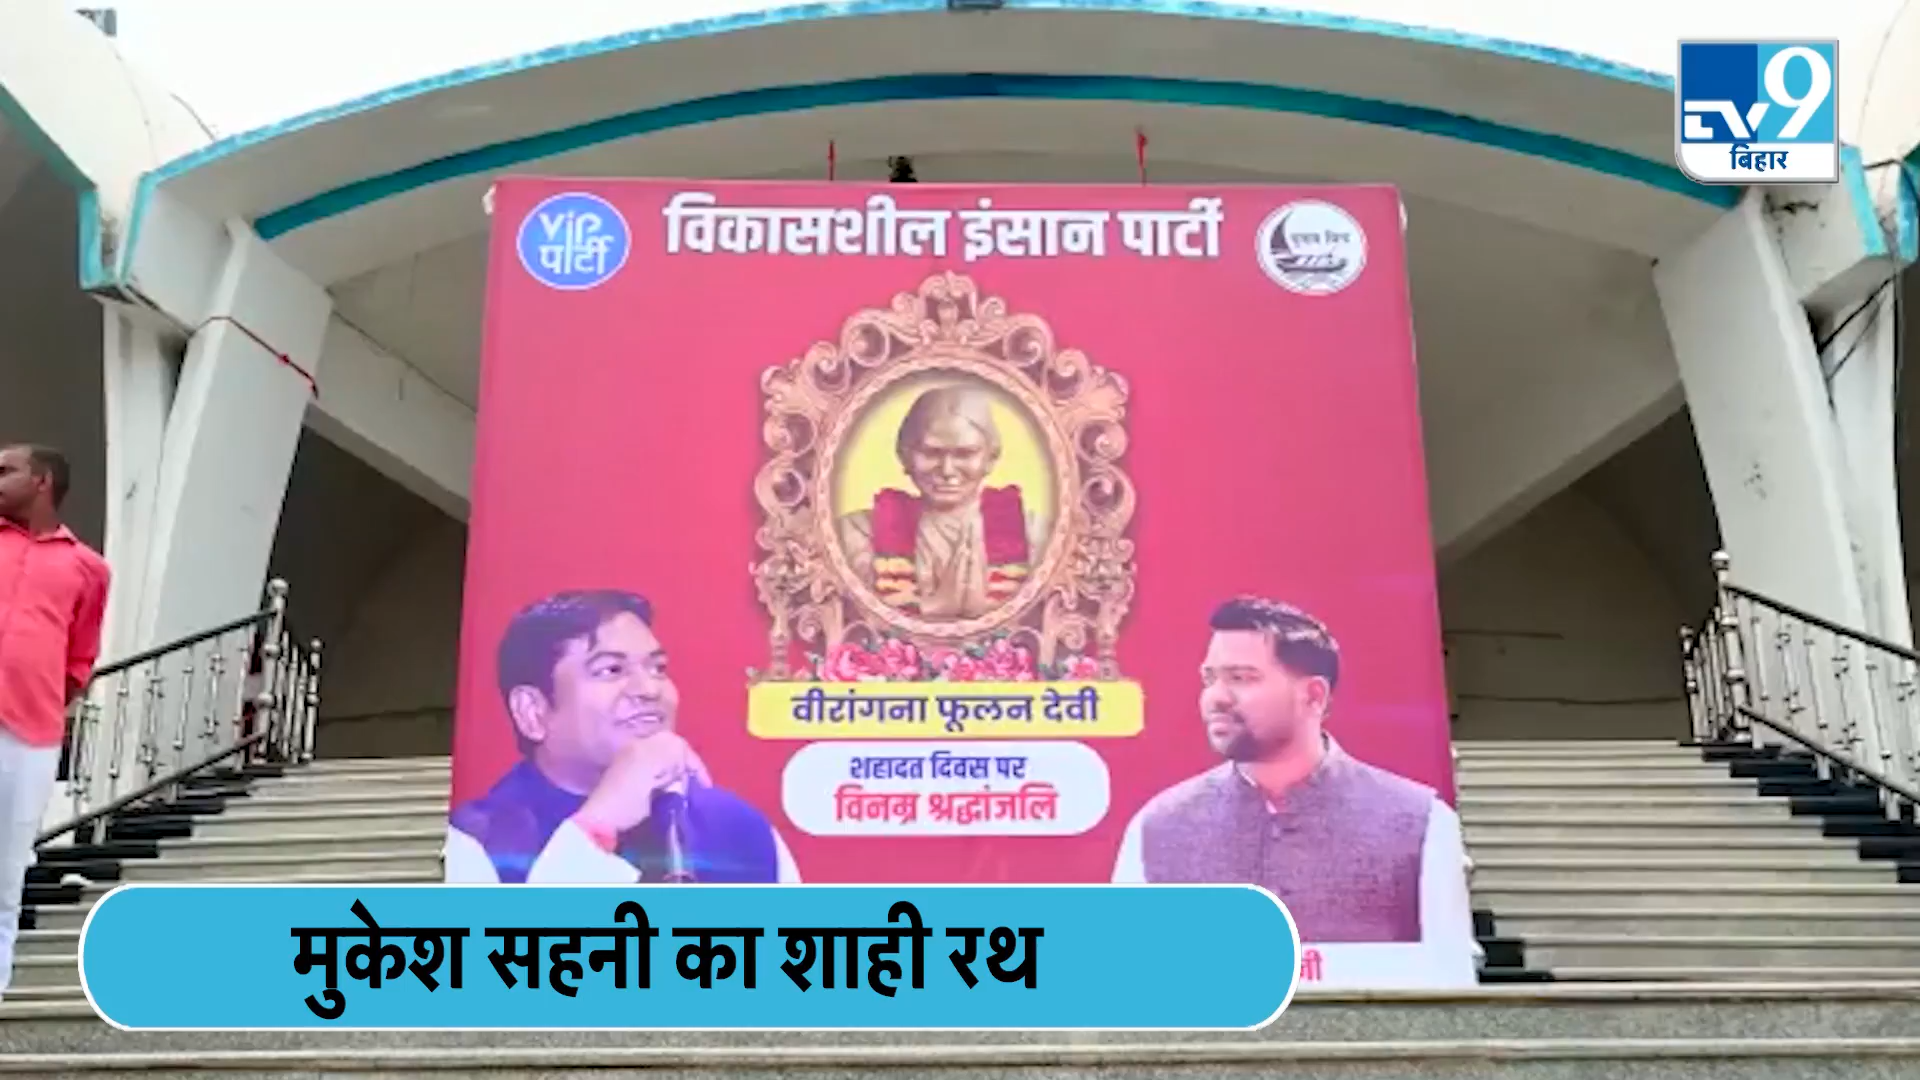 TV9
बिहार
VIP
पार्टी
विकासशील इंसान पार्टी
वीरांगना फूलन देवी
शहादत दिवस पर
विनम्र श्रद्धांजलि
मुकेश सहनी का शाही रथ